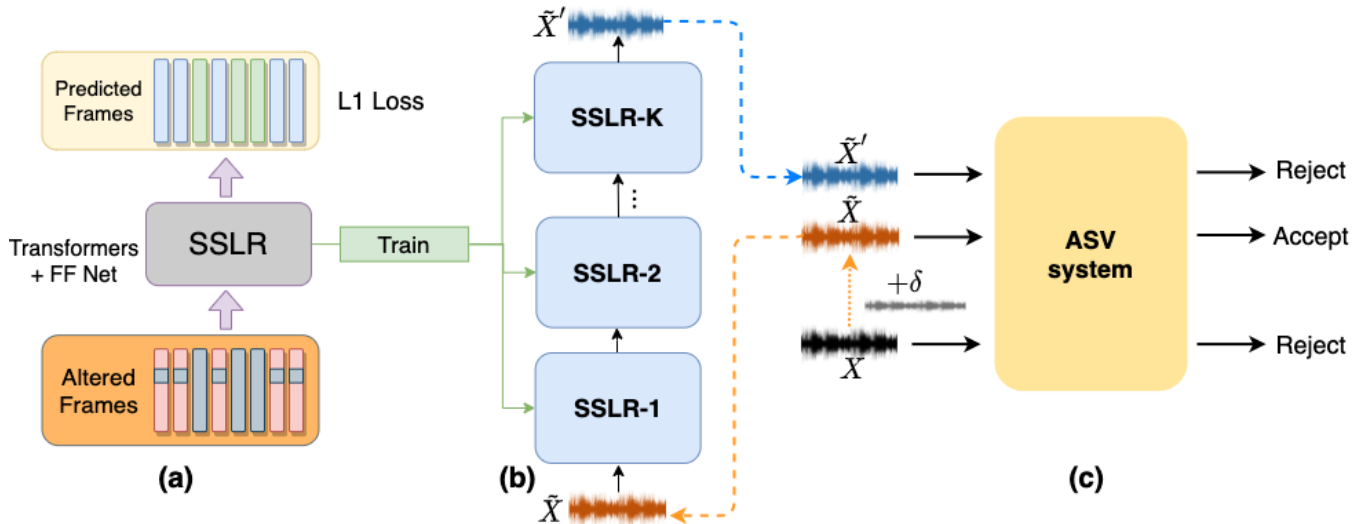 Predicted
Frames
L1 Loss
SSLR
Transformers
+ FF Net
Train
Altered
Frames
(a)
X̃′
SSLR-K
...
SSLR-2
SSLR-1
X̃
(b)
X̃′
X̃
+δ
X
ASV
system
Reject
Accept
Reject
(c)